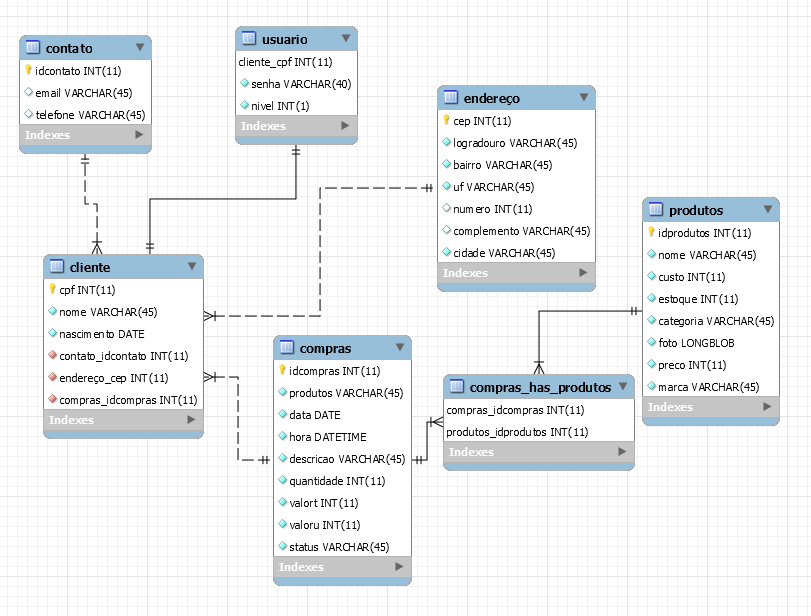 contato
idcontato INT(11)
email VARCHAR(45)
telefone VARCHAR(45)
Indexes
usuario
cliente_cpf INT(11)
senha VARCHAR(40)
nivel INT(1)
Indexes
endereço
cep INT(11)
logradouro VARCHAR(45)
bairro VARCHAR(45)
uf VARCHAR(45)
numero INT(11)
complemento VARCHAR(45)
cidade VARCHAR(45)
Indexes
produtos
idprodutos INT(11)
nome VARCHAR(45)
custo INT(11)
estoque INT(11)
categoria VARCHAR(45)
foto LONGBLOB
preco INT(11)
marca VARCHAR(45)
Indexes
cliente
cpf INT(11)
nome VARCHAR(45)
nascimento DATE
contato_idcontato INT(11)
endereço_cep INT(11)
compras_idcompras INT(11)
Indexes
compras
idcompras INT(11)
produtos VARCHAR(45)
data DATE
hora DATETIME
descricao VARCHAR(45)
quantidade INT(11)
valort INT(11)
valoru INT(11)
status VARCHAR(45)
Indexes
compras_has_produtos
compras_idcompras INT(11)
produtos_idprodutos INT(11)
Indexes